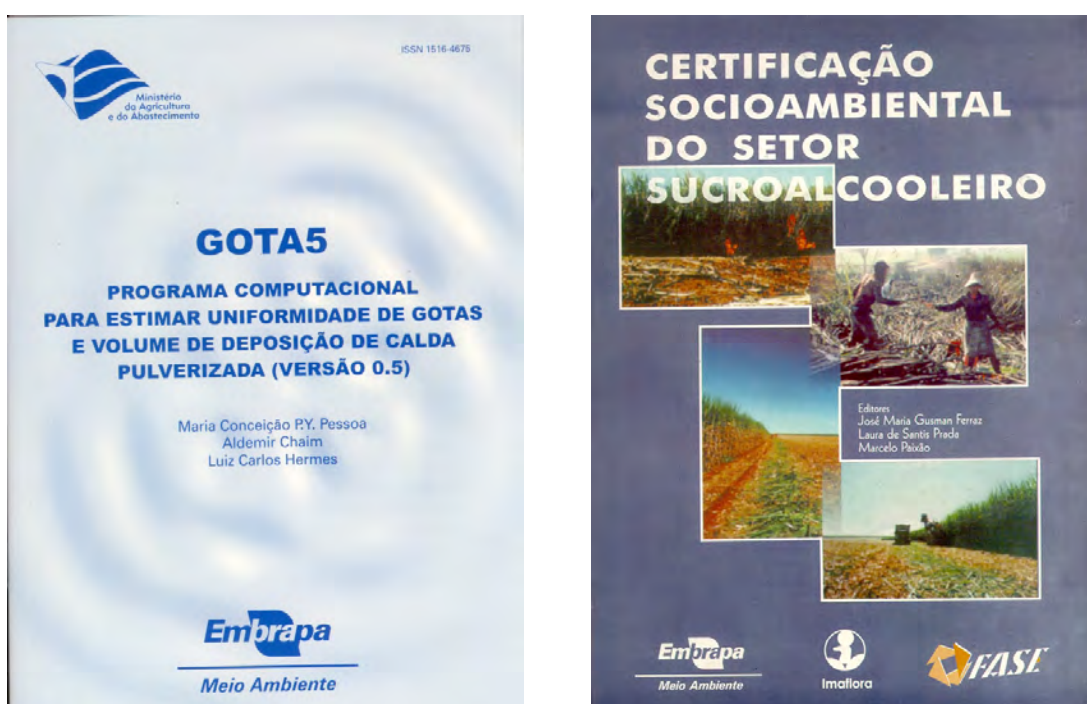 ISSN 1516-4675
Ministério
da Agricultura
e do Abastecimento
GOTA5
PROGRAMA COMPUTACIONAL
PARA ESTIMAR UNIFORMIDADE DE GOTAS
E VOLUME DE DEPOSIÇÃO DE CALDA
PULVERIZADA (VERSÃO 0.5)
Maria Conceição P.Y. Pessoa
Aldemir Chaim
Luiz Carlos Hermes
Embrapa
Meio Ambiente
CERTIFICAÇÃO
SOCIOAMBIENTAL
DO SETOR
SUCROALCOOLEIRO
Editores
José Maria Gusman Ferraz
Laura de Santis Prada
Marcelo Paixão
Embrapa
Meio Ambiente
Imaflora
FASE